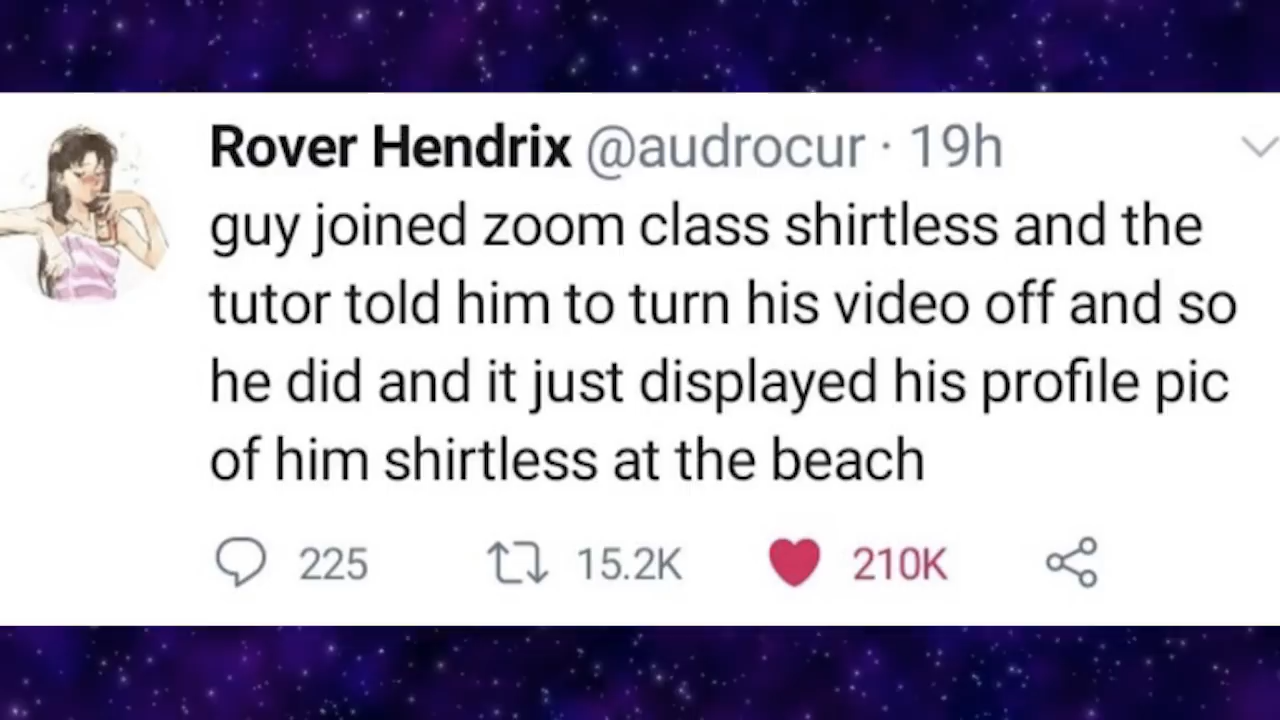 Rover Hendrix @audrocur · 19h
guy joined zoom class shirtless and the
tutor told him to turn his video off and so
he did and it just displayed his profile pic
of him shirtless at the beach
225 15.2K 210K